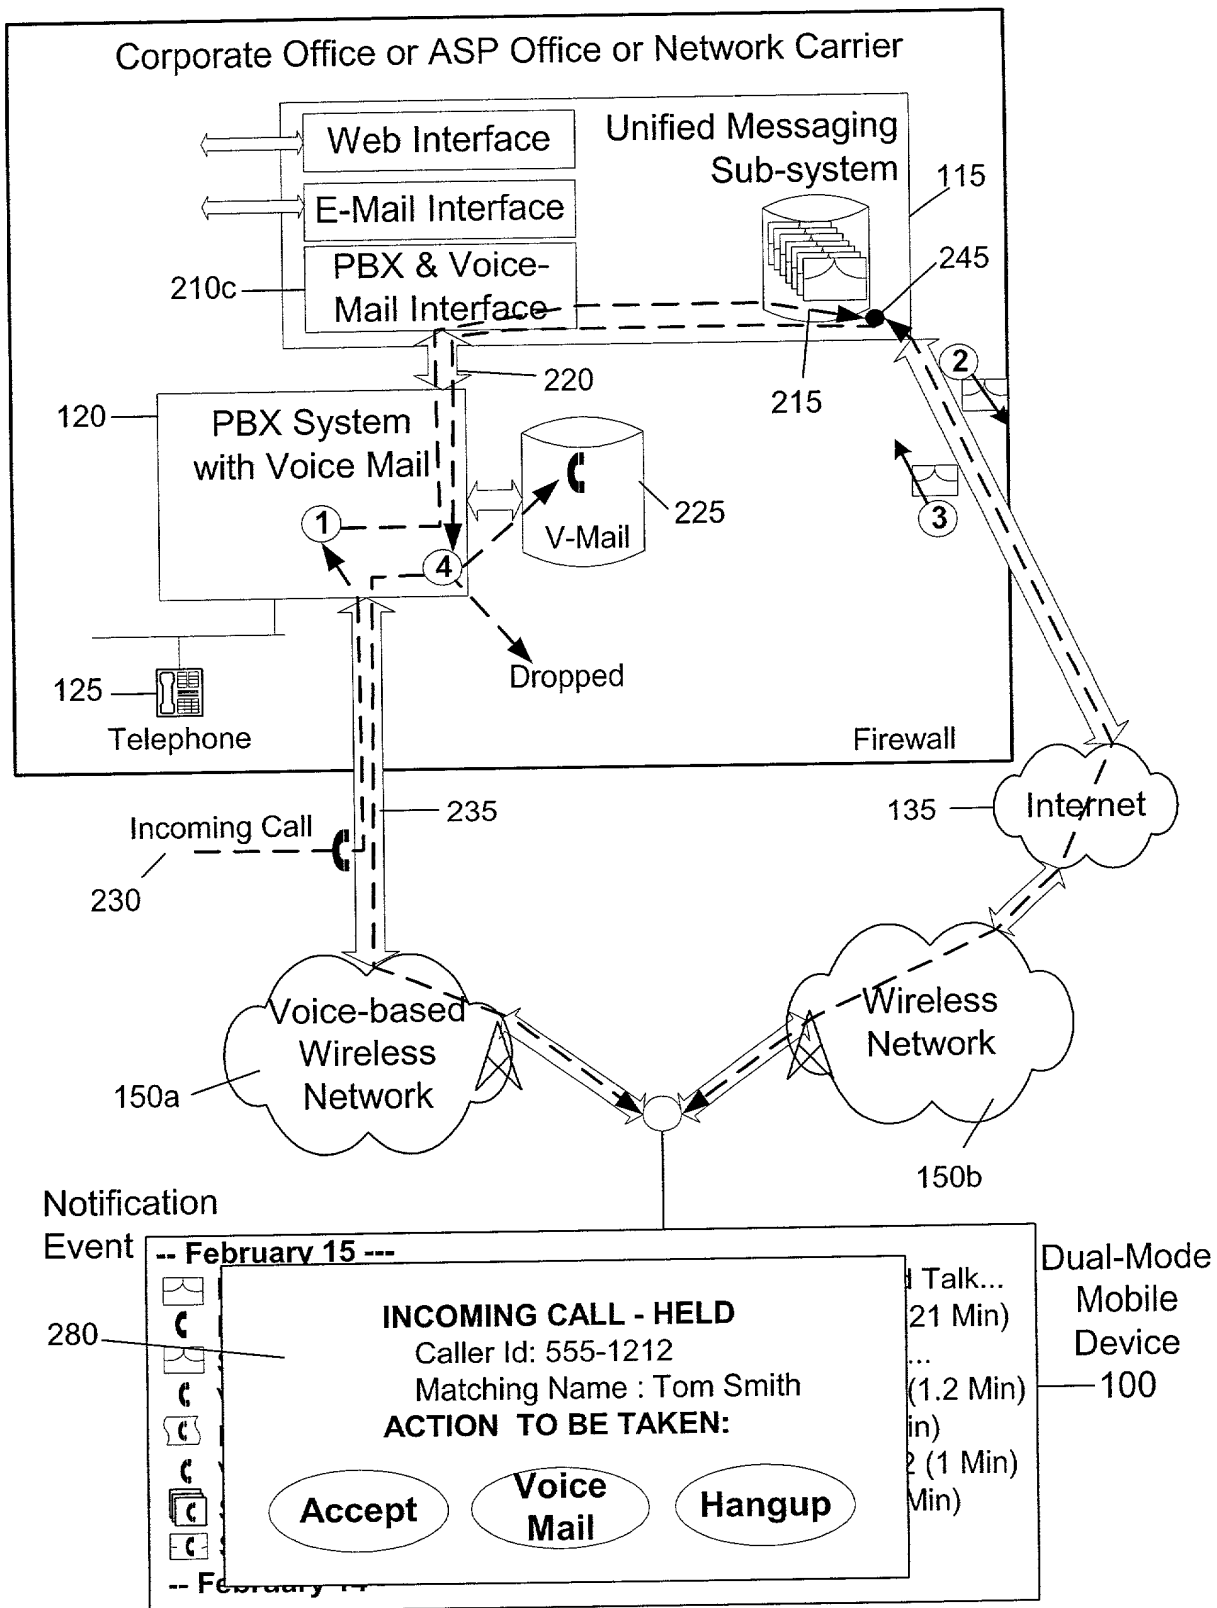 Corporate Office or ASP Office or Network Carrier
Web Interface
Unified Messaging
Sub-system
E-Mail Interface
115
PBX & Voice-
Mail Interface
210c
245
220
215
2
120
PBX System
with Voice Mail
3
225
1
V-Mail
4
Dropped
125
Telephone
Firewall
235
135
Internet
Incoming Call
230
Voice-based
Wireless
Network
Wireless
Network
150a
150b
Notification
Event
-- February 15 ---
Talk...
Dual-Mode
Mobile
Device
100
INCOMING CALL - HELD
21 Min)
280
Caller Id: 555-1212
...
Matching Name : Tom Smith
(1.2 Min)
ACTION TO BE TAKEN:
in)
2 (1 Min)
Accept
Voice
Mail
Hangup
Min)
-- February 14